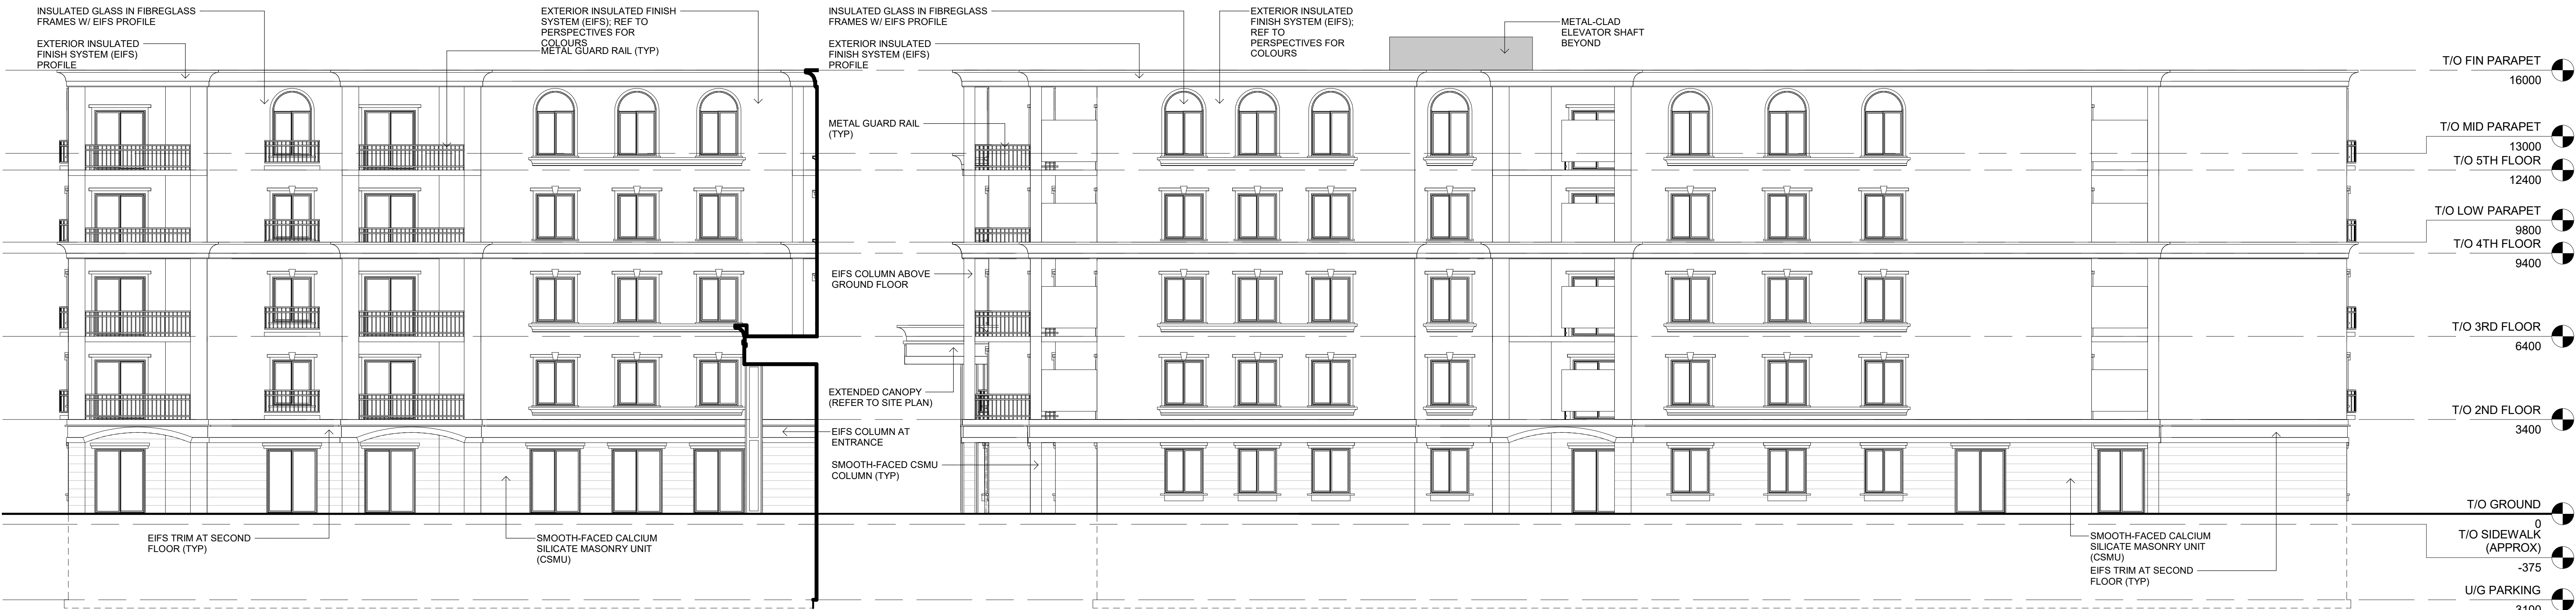 INSULATED GLASS IN FIBREGLASS
FRAMES W/ EIFS PROFILE
EXTERIOR INSULATED
FINISH SYSTEM (EIFS)
PROFILE
EXTERIOR INSULATED FINISH
SYSTEM (EIFS); REF TO
PERSPECTIVES FOR
COLOURS
METAL GUARD RAIL (TYP)
INSULATED GLASS IN FIBREGLASS
FRAMES W/ EIFS PROFILE
EXTERIOR INSULATED
FINISH SYSTEM (EIFS)
PROFILE
EXTERIOR INSULATED
FINISH SYSTEM (EIFS);
REF TO
PERSPECTIVES FOR
COLOURS
METAL-CLAD
ELEVATOR SHAFT
BEYOND
METAL GUARD RAIL
(TYP)
EIFS COLUMN ABOVE
GROUND FLOOR
EXTENDED CANOPY
(REFER TO SITE PLAN)
EIFS COLUMN AT
ENTRANCE
SMOOTH-FACED CSMU
COLUMN (TYP)
EIFS TRIM AT SECOND
FLOOR (TYP)
SMOOTH-FACED CALCIUM
SILICATE MASONRY UNIT
(CSMU)
SMOOTH-FACED CALCIUM
SILICATE MASONRY UNIT
(CSMU)
EIFS TRIM AT SECOND
FLOOR (TYP)
T/O FIN PARAPET
16000
T/O MID PARAPET
13000
T/O 5TH FLOOR
12400
T/O LOW PARAPET
9800
T/O 4TH FLOOR
9400
T/O 3RD FLOOR
6400
T/O 2ND FLOOR
3400
T/O GROUND
0
T/O SIDEWALK
(APPROX)
-375
U/G PARKING
-3100